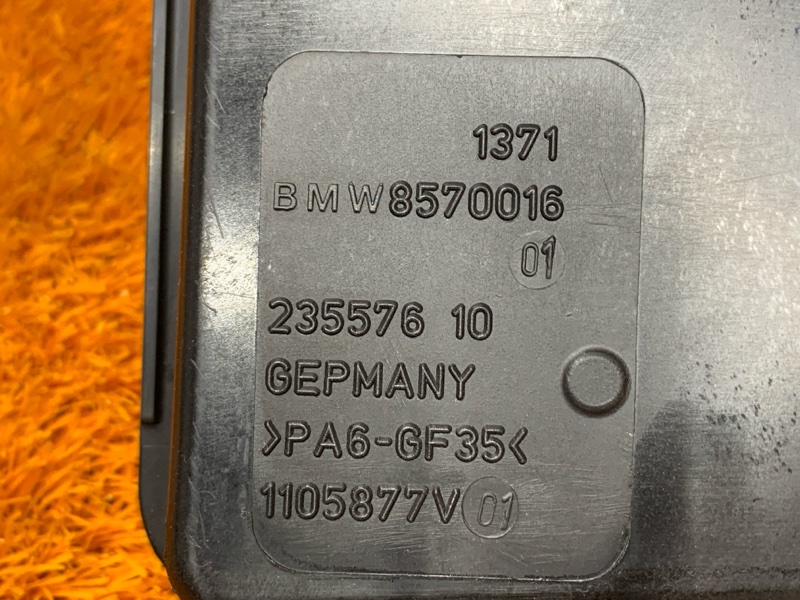 1371
BMW8570016
01
235576 10
GEPMANY
>PA6-GF35<
1105877V 01